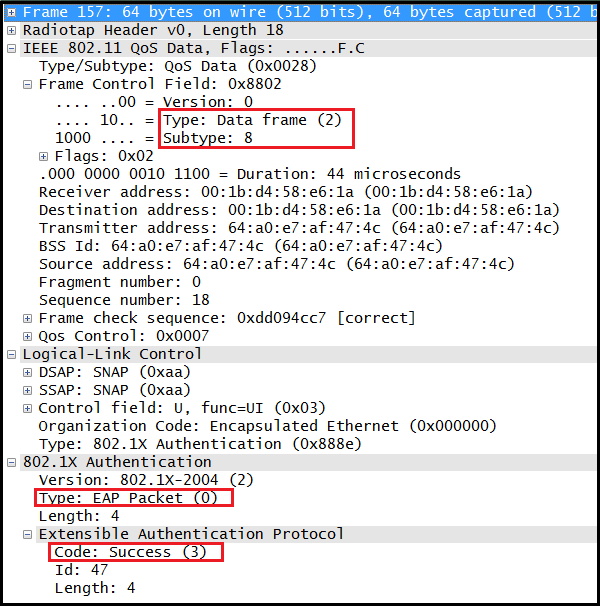 Frame 157: 64 bytes on wire (512 bits), 64 bytes captured (512 b
Radiotap Header v0, Length 18
IEEE 802.11 QoS Data, Flags: ......F.C
Type/Subtype: QoS Data (0x0028)
Frame Control Field: 0x8802
.... ..00 = Version: 0
.... 10.. = Type: Data frame (2)
1000 .... = Subtype: 8
Flags: 0x02
.000 0000 0010 1100 = Duration: 44 microseconds
Receiver address: 00:1b:d4:58:e6:1a (00:1b:d4:58:e6:1a)
Destination address: 00:1b:d4:58:e6:1a (00:1b:d4:58:e6:1a)
Transmitter address: 64:a0:e7:af:47:4c (64:a0:e7:af:47:4c)
BSS Id: 64:a0:e7:af:47:4c (64:a0:e7:af:47:4c)
Source address: 64:a0:e7:af:47:4c (64:a0:e7:af:47:4c)
Fragment number: 0
Sequence number: 18
Frame check sequence: 0xdd094cc7 [correct]
Qos Control: 0x0007
Logical-Link Control
DSAP: SNAP (0xaa)
SSAP: SNAP (0xaa)
Control field: U, func=UI (0x03)
Organization Code: Encapsulated Ethernet (0x000000)
Type: 802.1X Authentication (0x888e)
802.1X Authentication
Version: 802.1X-2004 (2)
Type: EAP Packet (0)
Length: 4
Extensible Authentication Protocol
Code: Success (3)
Id: 47
Length: 4